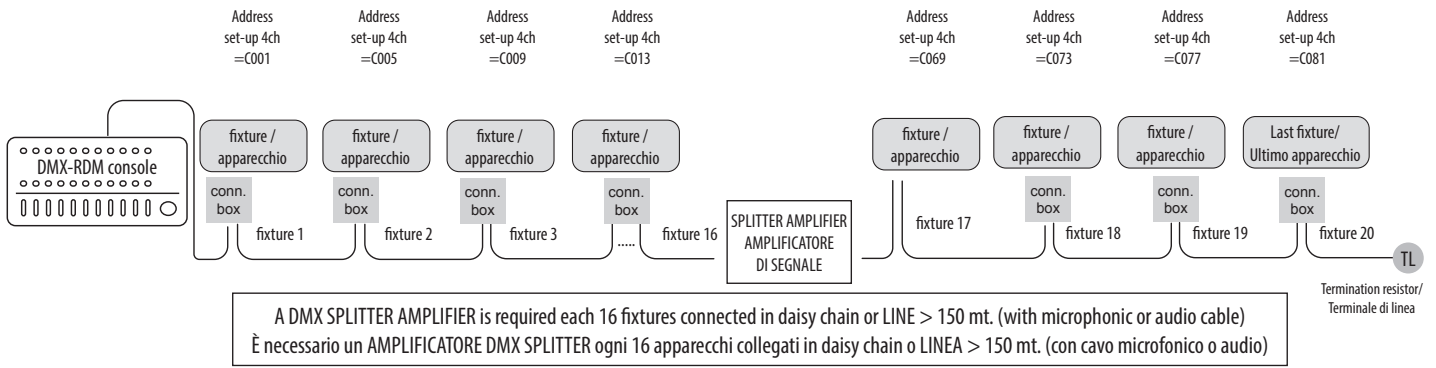 Address
set-up 4ch
=C001
Address
set-up 4ch
=C005
Address
set-up 4ch
=C009
Address
set-up 4ch
=C013
Address
set-up 4ch
=C069
Address
set-up 4ch
=C073
Address
set-up 4ch
=C077
Address
set-up 4ch
=C081
DMX-RDM console
fixture /
apparecchio
fixture /
apparecchio
fixture /
apparecchio
fixture /
apparecchio
fixture /
apparecchio
fixture /
apparecchio
fixture /
apparecchio
Last fixture/
Ultimo apparecchio
conn.
box
conn.
box
conn.
box
conn.
box
conn.
box
conn.
box
conn.
box
fixture 1
fixture 2
fixture 3
.....
fixture 16
SPLITTER AMPLIFIER
AMPLIFICATORE
DI SEGNALE
fixture 17
fixture 18
fixture 19
fixture 20
TL
Termination resistor/
Terminale di linea
A DMX SPLITTER AMPLIFIER is required each 16 fixtures connected in daisy chain or LINE > 150 mt. (with microphonic or audio cable)
È necessario un AMPLIFICATORE DMX SPLITTER ogni 16 apparecchi collegati in daisy chain o LINEA > 150 mt. (con cavo microfonico o audio)